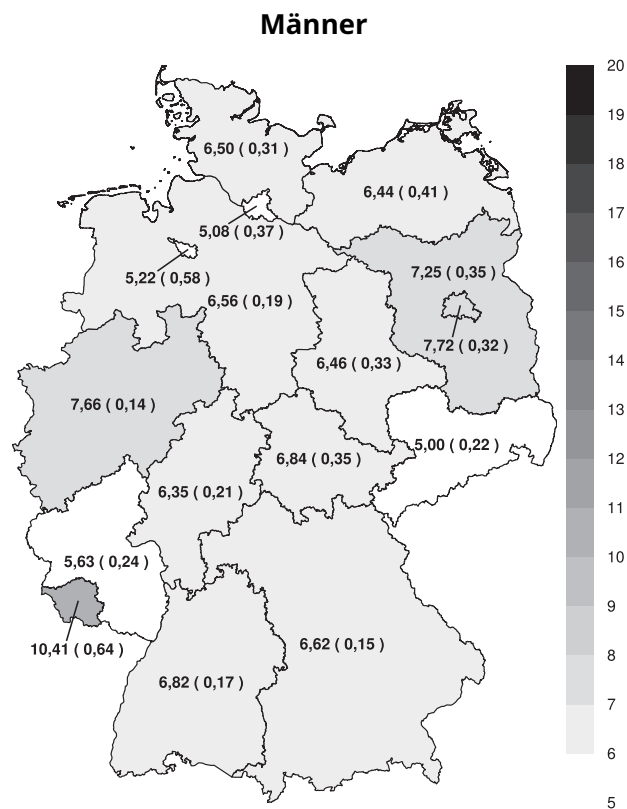 Männer
20
19
18
17
16
15
14
13
12
11
10
9
8
7
6
5
6,50 ( 0,31 )
6,44 ( 0,41 )
5,08 ( 0,37 )
5,22 ( 0,58 )
7,25 ( 0,35 )
6,56 ( 0,19 )
7,72 ( 0,32 )
6,46 ( 0,33 )
7,66 ( 0,14 )
5,00 ( 0,22 )
6,84 ( 0,35 )
6,35 ( 0,21 )
5,63 ( 0,24 )
10,41 ( 0,64 )
6,62 ( 0,15 )
6,82 ( 0,17 )